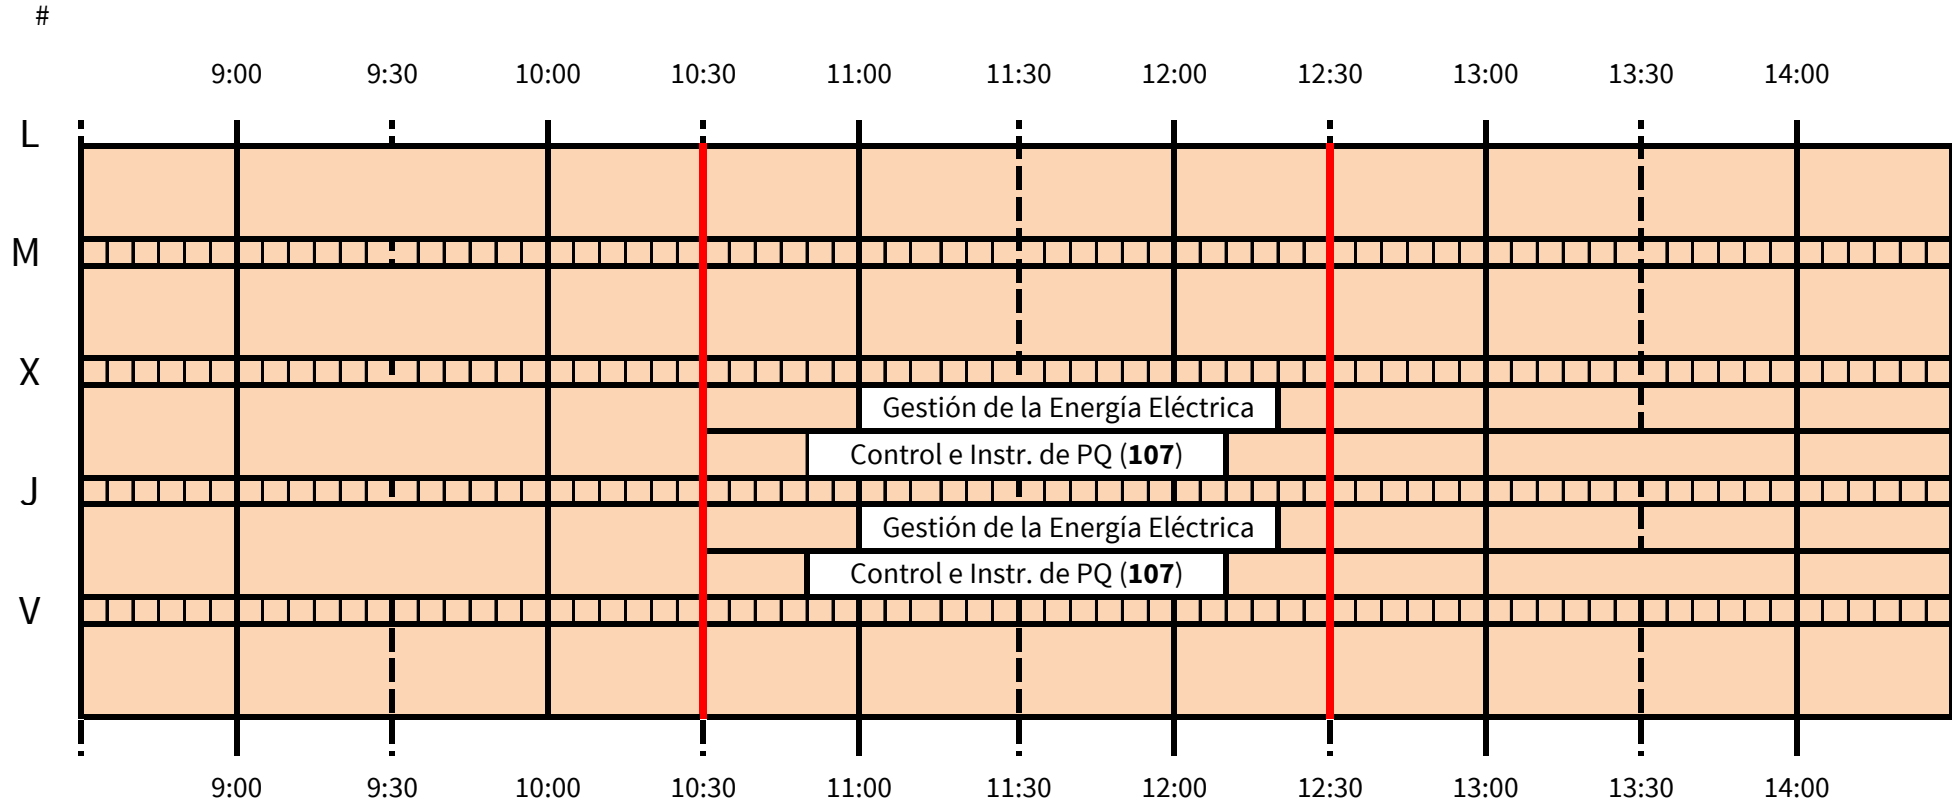 #
9:00 9:30 10:00 10:30 11:00 11:30 12:00 12:30 13:00 13:30 14:00
L
M
X
Gestión de la Energía Eléctrica
Control e Instr. de PQ (107)
J
Gestión de la Energía Eléctrica
Control e Instr. de PQ (107)
V
9:00 9:30 10:00 10:30 11:00 11:30 12:00 12:30 13:00 13:30 14:00